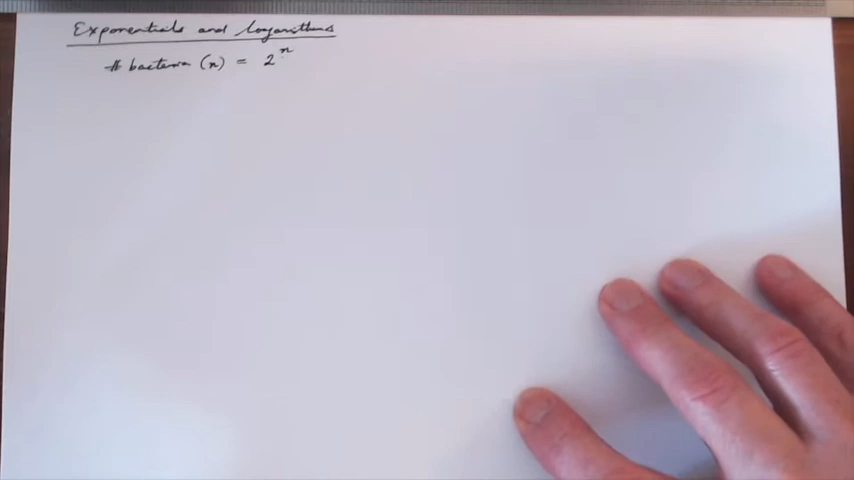 Exponentials and logarithms
# bacteria (n) = 2^n